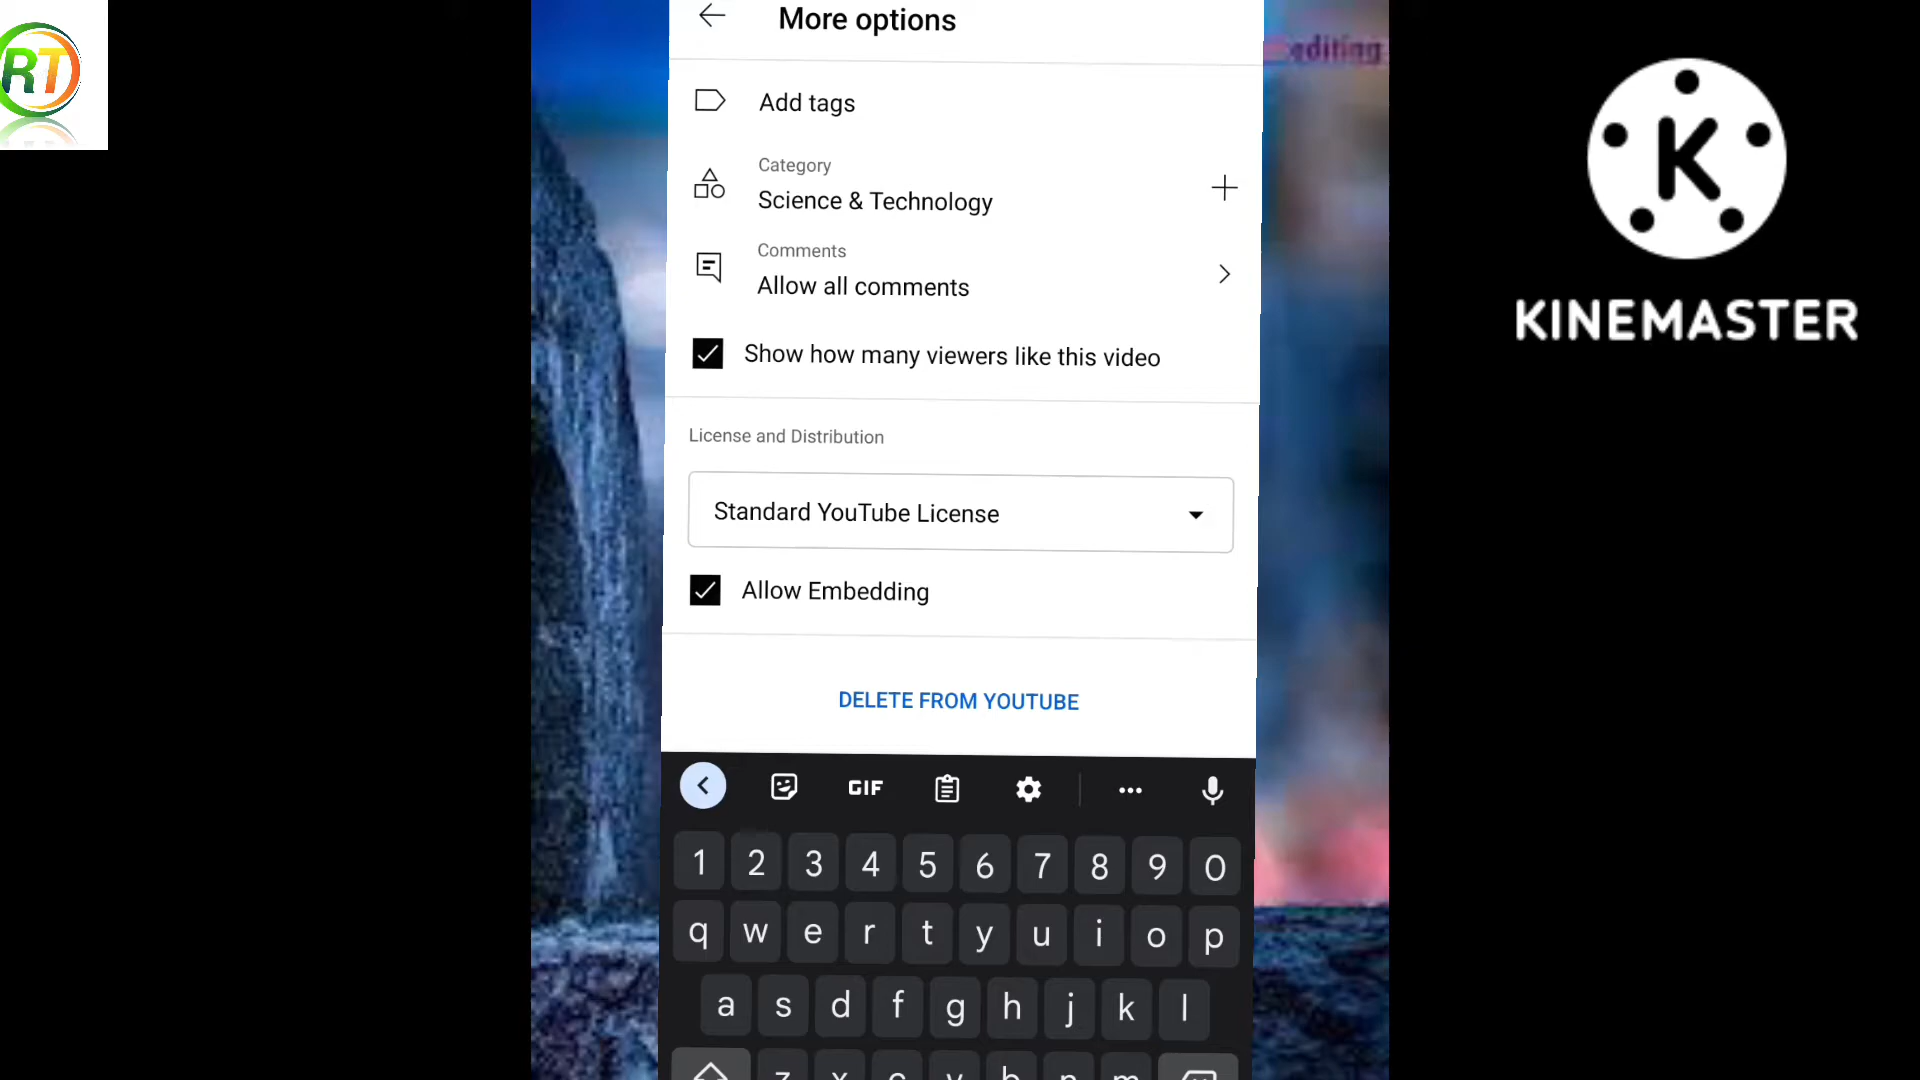 RT
More options
editing
Add tags
Category
Science & Technology
Comments
Allow all comments
Show how many viewers like this video
License and Distribution
Standard YouTube License
Allow Embedding
DELETE FROM YOUTUBE
GIF
1 2 3 4 5 6 7 8 9 0
q w e r t y u i o p
a s d f g h j k l
z x c v b n m
K
KINEMASTER